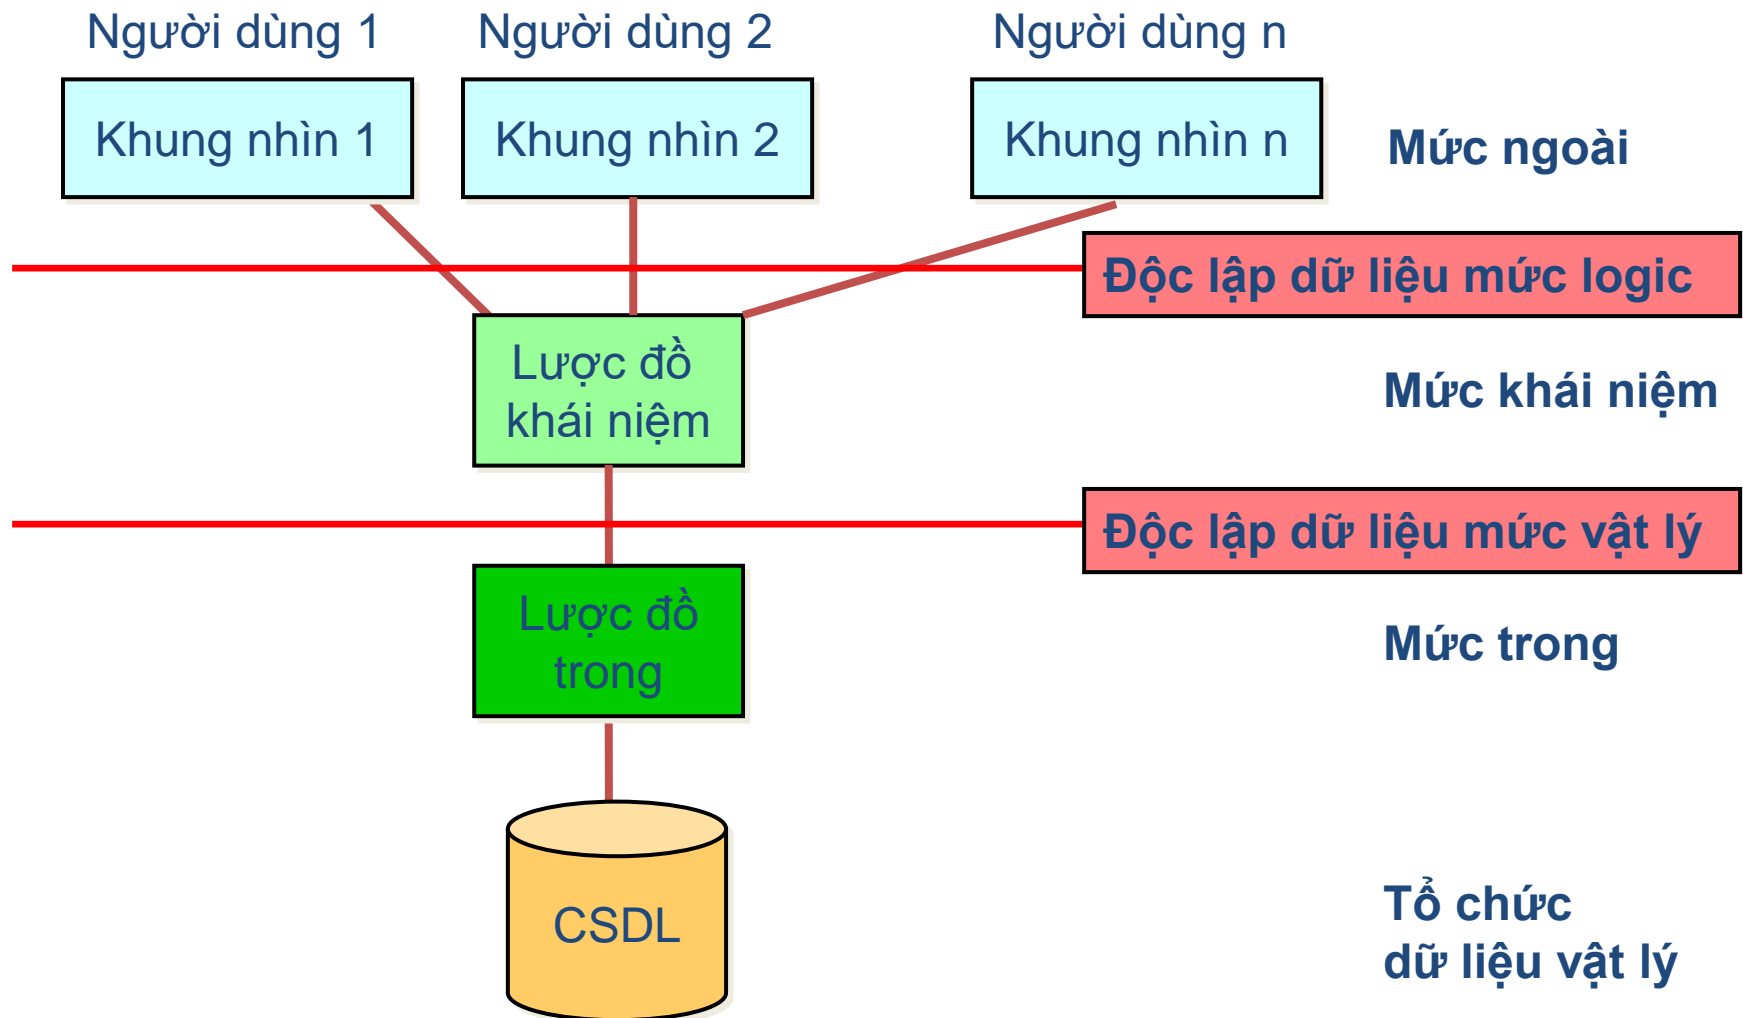 Người dùng 1
Người dùng 2
Người dùng n
Khung nhìn 1
Khung nhìn 2
Khung nhìn n
Mức ngoài
Độc lập dữ liệu mức logic
Lược đồ
khái niệm
Mức khái niệm
Độc lập dữ liệu mức vật lý
Lược đồ
trong
Mức trong
CSDL
Tổ chức
dữ liệu vật lý